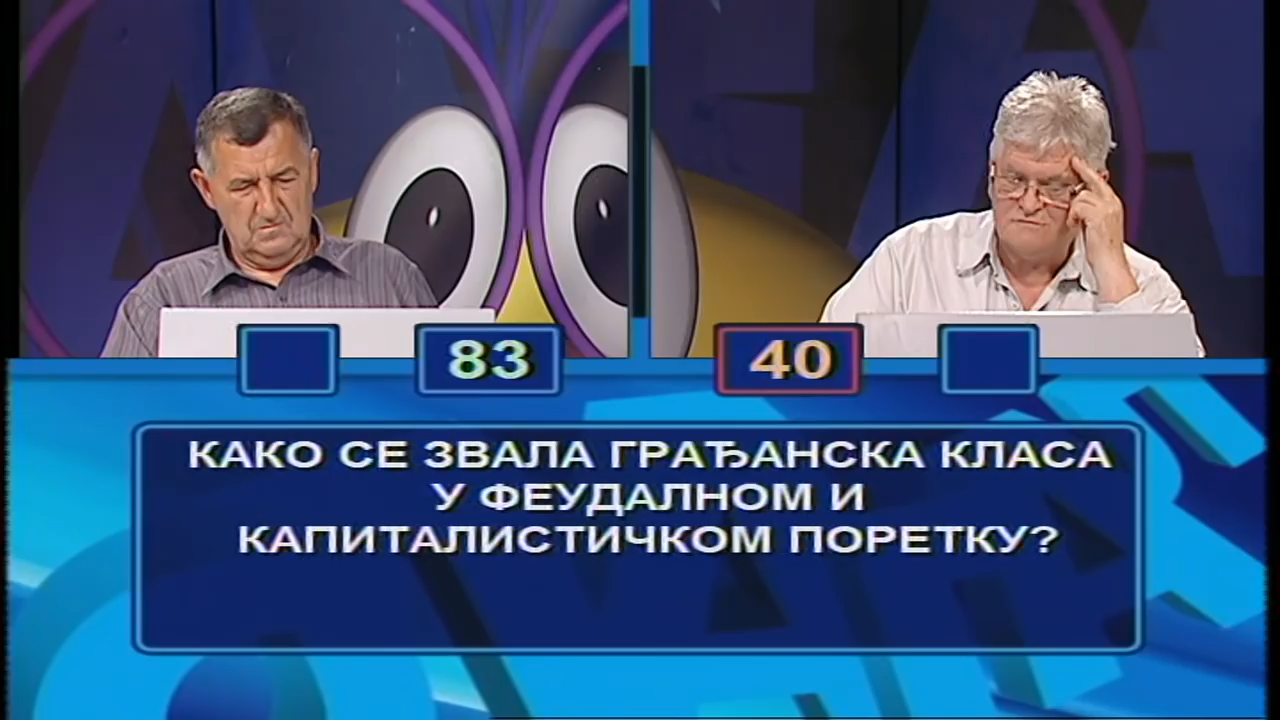 83
40
КАКО СЕ ЗВАЛА ГРАЂАНСКА КЛАСА
У ФЕУДАЛНОМ И
КАПИТАЛИСТИЧКОМ ПОРЕТКУ?